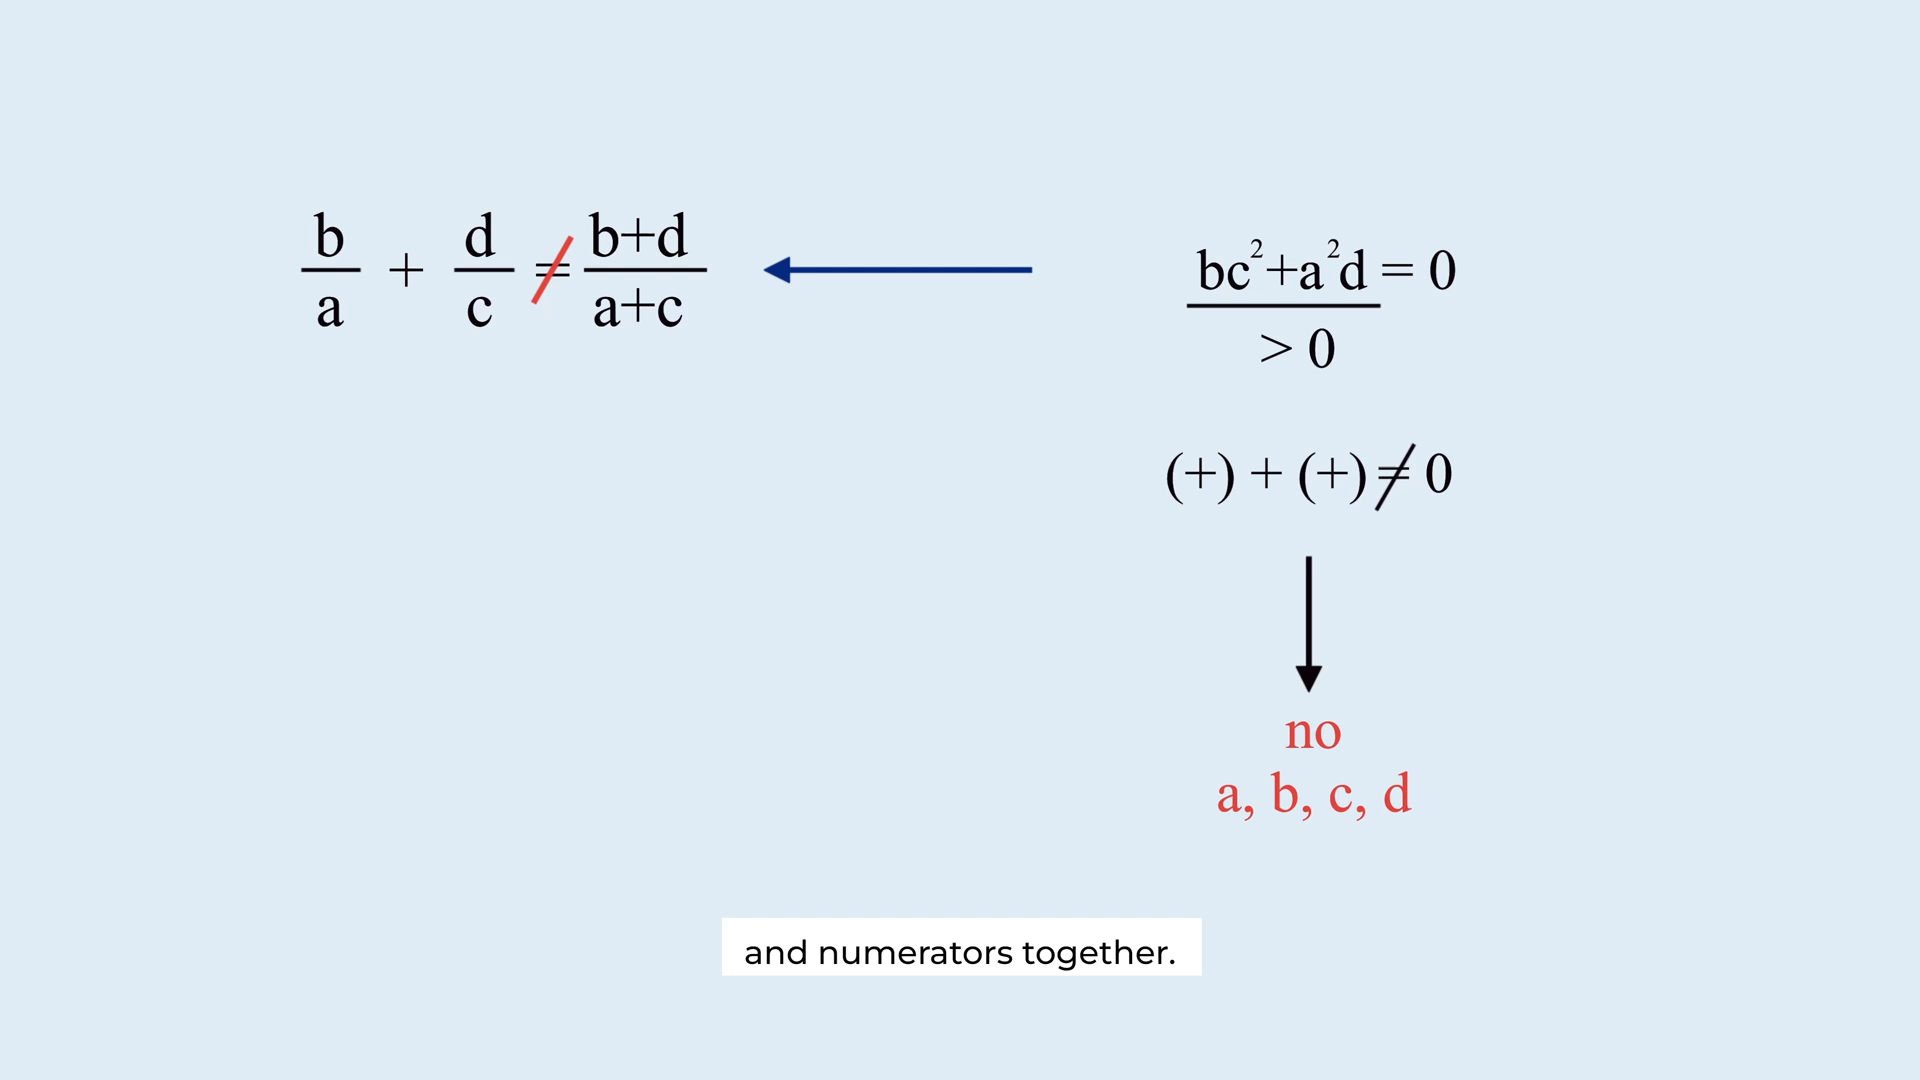 b/a + d/c ≠ b+d/a+c
bc²+a²d = 0
> 0
(+) + (+) ≠ 0
no
a, b, c, d
and numerators together.